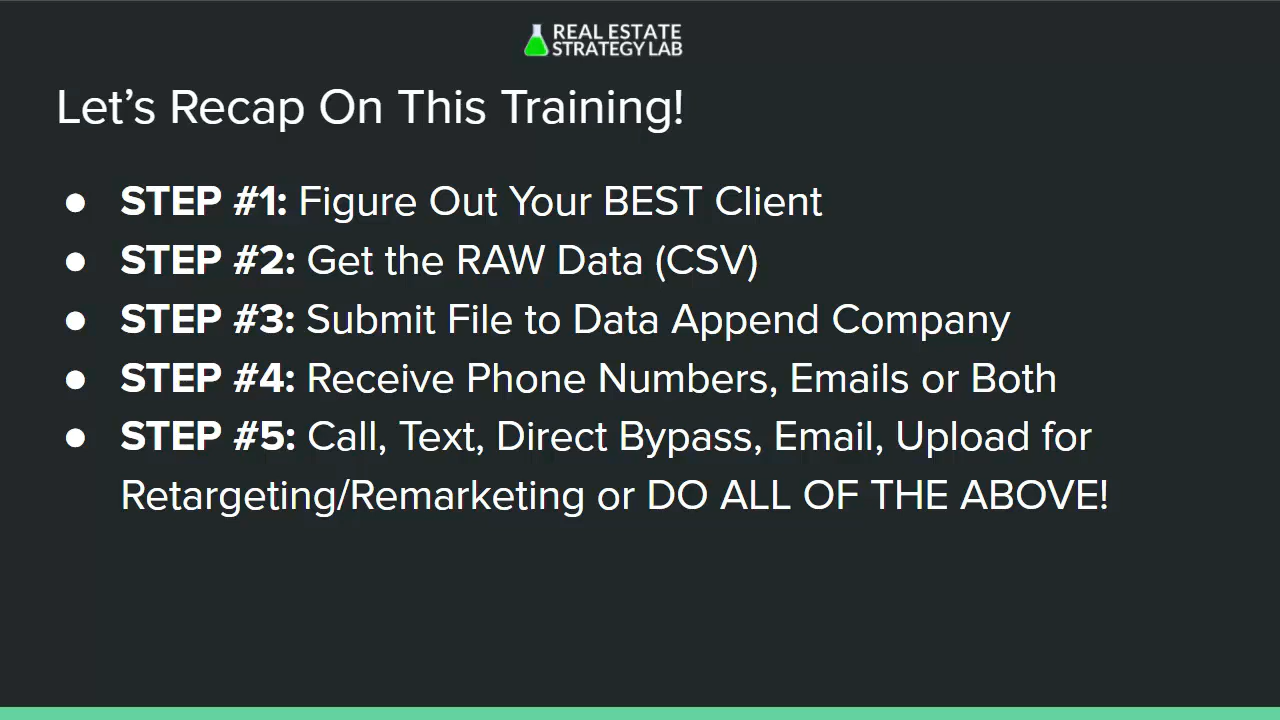 REAL ESTATE
STRATEGY LAB
Let's Recap On This Training!
● STEP #1: Figure Out Your BEST Client
● STEP #2: Get the RAW Data (CSV)
● STEP #3: Submit File to Data Append Company
● STEP #4: Receive Phone Numbers, Emails or Both
● STEP #5: Call, Text, Direct Bypass, Email, Upload for
Retargeting/Remarketing or DO ALL OF THE ABOVE!